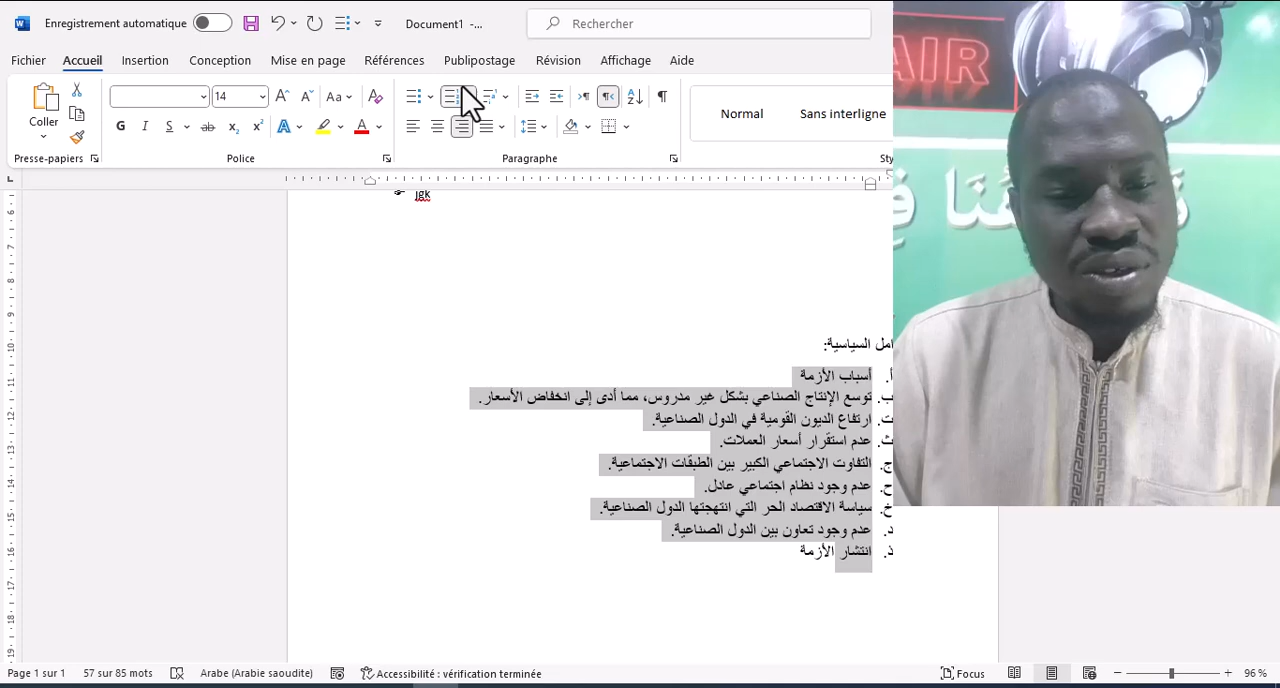 Enregistrement automatique
Document1 -...
Rechercher
Fichier Accueil Insertion Conception Mise en page Références Publipostage Révision Affichage Aide
Coller
14
Aa
G I S ab x₂ x² A A
Normal
Sans interligne
Presse-papiers
Police
Paragraphe
Sty
jgk
امل السياسية:
أ. أسباب الأزمة
ب. توسع الإنتاج الصناعي بشكل غير مدروس، مما أدى إلى انخفاض الأسعار.
ت. ارتفاع الديون القومية في الدول الصناعية.
ث. عدم استقرار أسعار العملات.
ج. التفاوت الاجتماعي الكبير بين الطبقات الاجتماعية.
ح. عدم وجود نظام اجتماعي عادل.
خ. سياسة الاقتصاد الحر التي انتهجتها الدول الصناعية.
د. عدم وجود تعاون بين الدول الصناعية.
ذ. انتشار الأزمة
AIR
Page 1 sur 1
57 sur 85 mots
Arabe (Arabie saoudite)
Accessibilité : vérification terminée
Focus
96 %